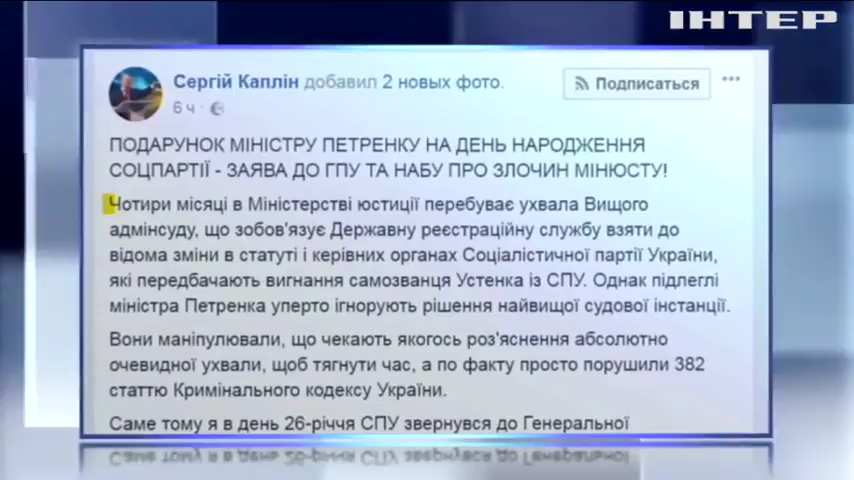 ІНТЕР
Сергій Каплін добавил 2 новых фото.
6 ч ·
Подписаться
ПОДАРУНОК МІНІСТРУ ПЕТРЕНКУ НА ДЕНЬ НАРОДЖЕННЯ
СОЦПАРТІЇ - ЗАЯВА ДО ГПУ ТА НАБУ ПРО ЗЛОЧИН МІНЮСТУ!
Чотири місяці в Міністерстві юстиції перебуває ухвала Вищого
адмінсуду, що зобов'язує Державну реєстраційну службу взяти до
відома зміни в статуті і керівних органах Соціалістичної партії України,
які передбачають вигнання самозванця Устенка із СПУ. Однак підлеглі
міністра Петренка уперто ігнорують рішення найвищої судової інстанції.
Вони маніпулювали, що чекають якогось роз'яснення абсолютно
очевидної ухвали, щоб тягнути час, а по факту просто порушили 382
статтю Кримінального кодексу України.
Саме тому я в день 26-річчя СПУ звернувся до Генеральної